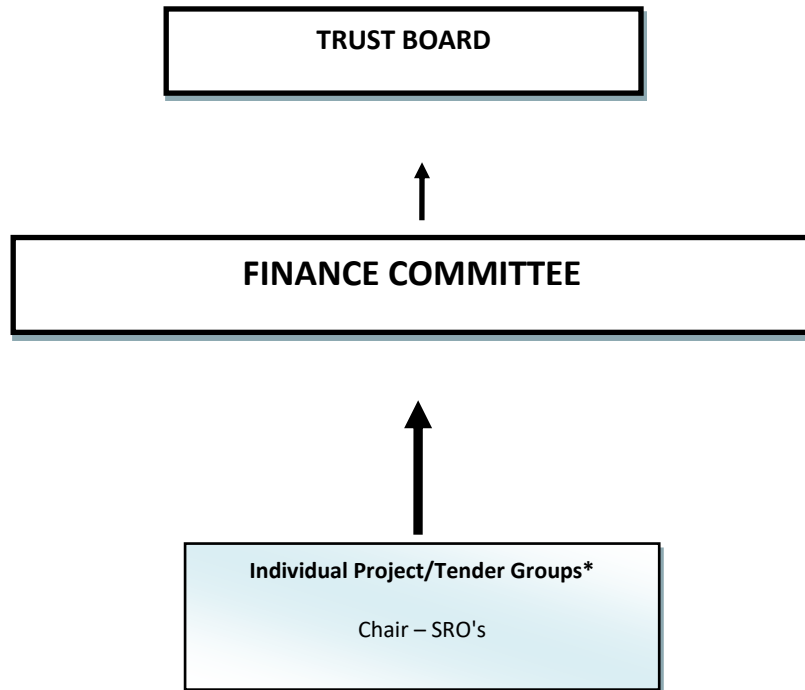 TRUST BOARD
FINANCE COMMITTEE
Individual Project/Tender Groups*
Chair – SRO's